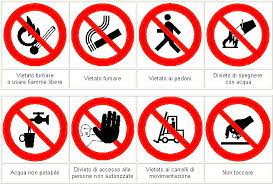 Vietato fumare
o usare fiamme libere
Vietato fumare
Vietato ai pedoni
Divieto di spegnere
con acqua
Acqua non potabile
Divieto di accesso alle
persone non autorizzate
Vietato ai carrelli di
movimentazione
Non toccare